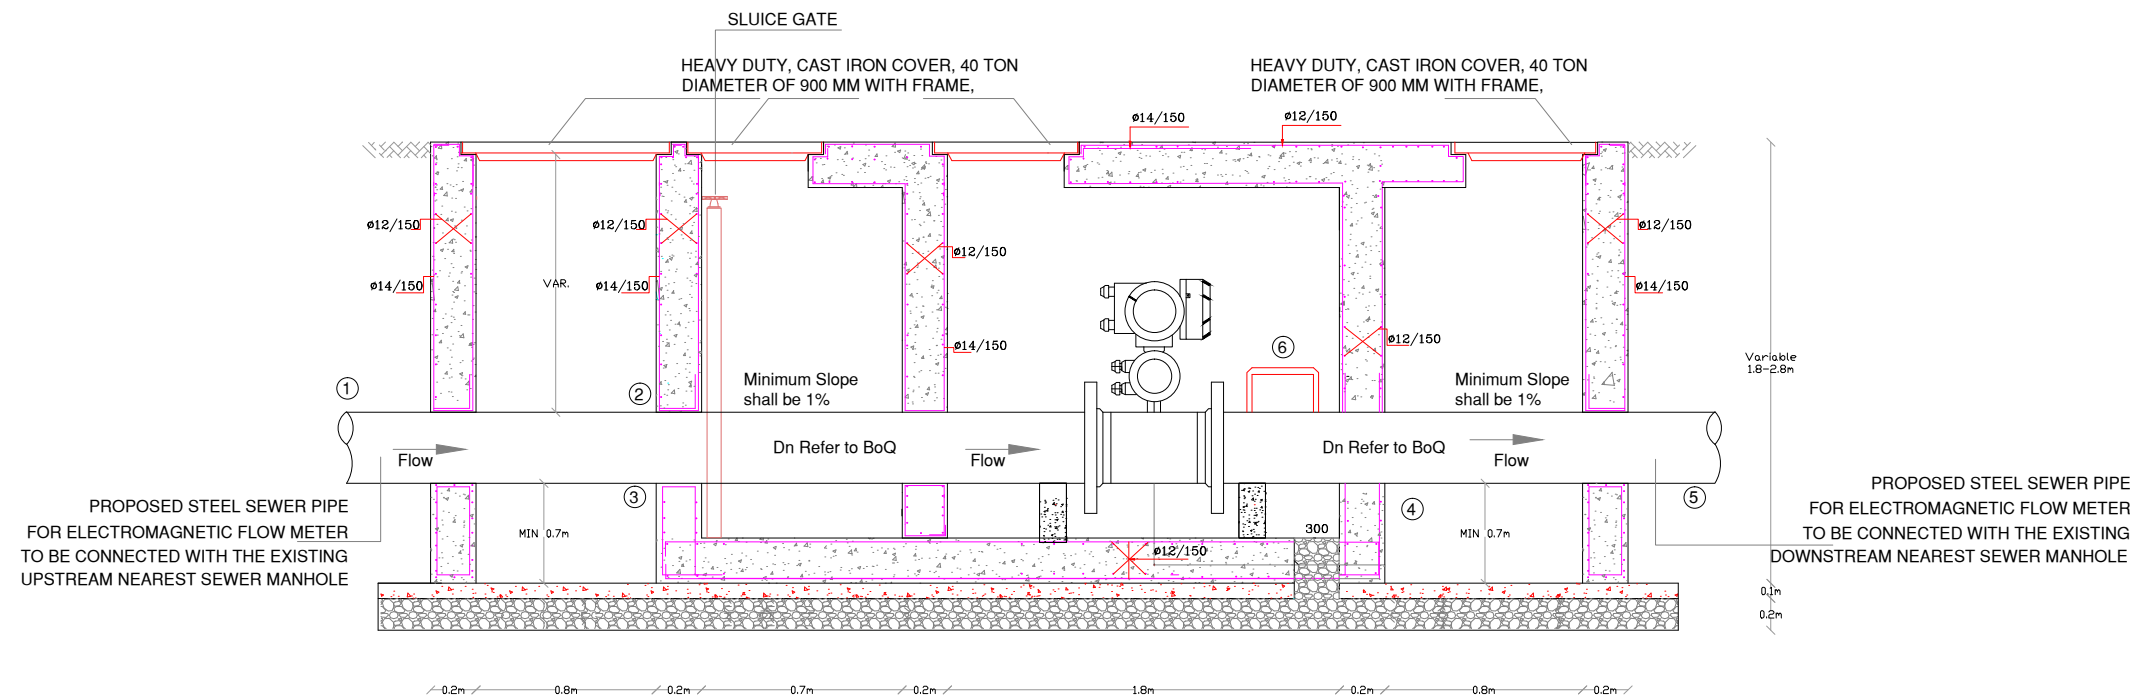 SLUICE GATE
HEAVY DUTY, CAST IRON COVER, 40 TON
DIAMETER OF 900 MM WITH FRAME,
HEAVY DUTY, CAST IRON COVER, 40 TON
DIAMETER OF 900 MM WITH FRAME,
ø14/150
ø12/150
ø12/150
ø12/150
ø12/150
ø12/150
ø14/150
VAR.
ø14/150
ø14/150
ø14/150
ø12/150
6
Variable
1.8-2.8m
1
2
Minimum Slope
shall be 1%
Minimum Slope
shall be 1%
Flow
Dn Refer to BoQ
Flow
Dn Refer to BoQ
Flow
3
4
5
PROPOSED STEEL SEWER PIPE
FOR ELECTROMAGNETIC FLOW METER
TO BE CONNECTED WITH THE EXISTING
UPSTREAM NEAREST SEWER MANHOLE
MIN 0.7m
300
ø12/150
MIN 0.7m
PROPOSED STEEL SEWER PIPE
FOR ELECTROMAGNETIC FLOW METER
TO BE CONNECTED WITH THE EXISTING
DOWNSTREAM NEAREST SEWER MANHOLE
0.1m
0.2m
0.2m
0.8m
0.2m
0.7m
0.2m
1.8m
0.2m
0.8m
0.2m